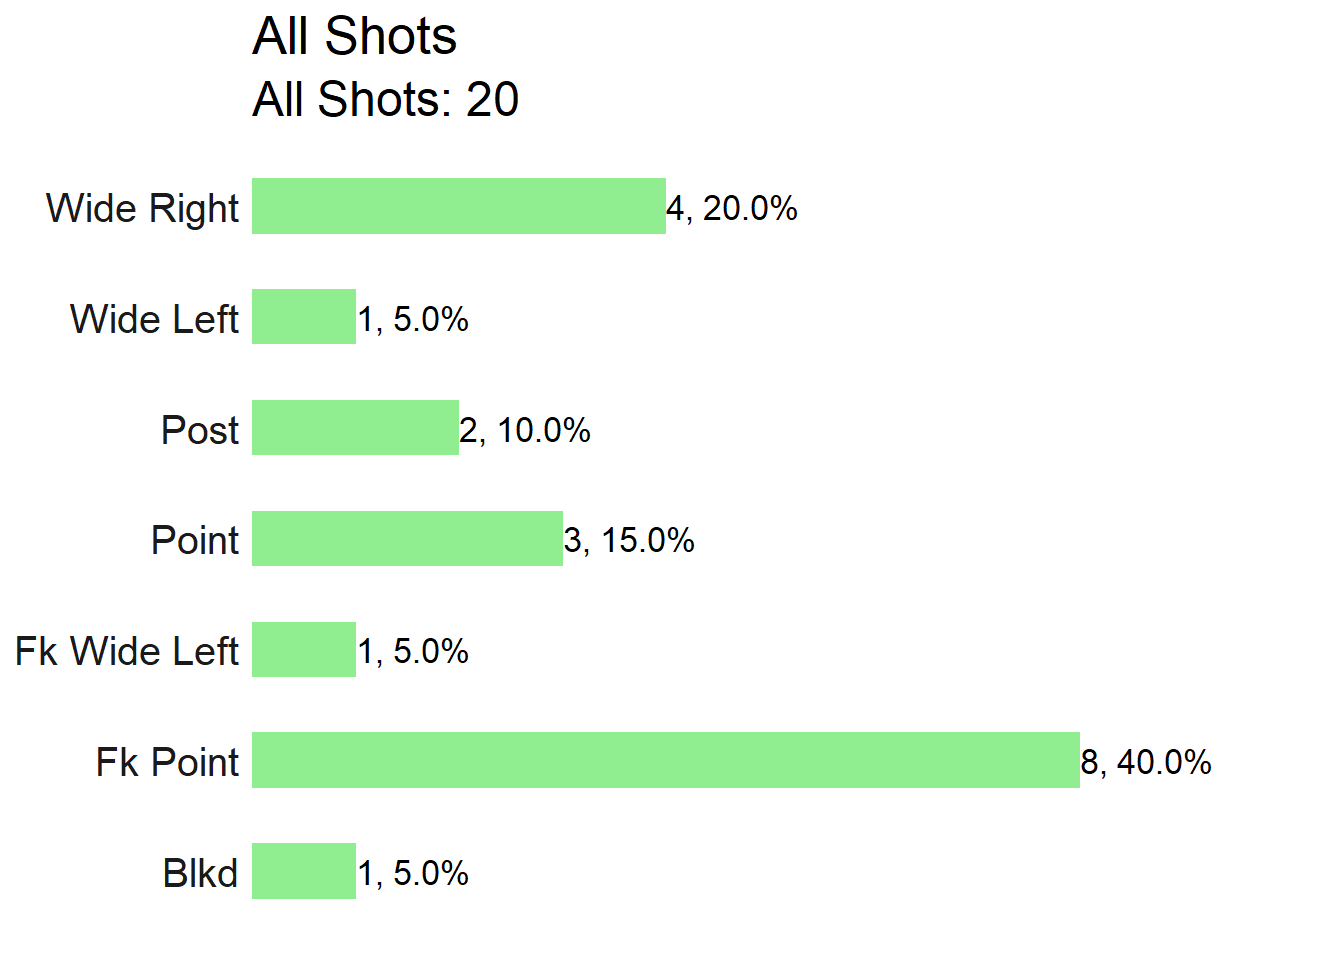 All Shots
All Shots: 20
Wide Right 4, 20.0%
Wide Left 1, 5.0%
Post 2, 10.0%
Point 3, 15.0%
Fk Wide Left 1, 5.0%
Fk Point 8, 40.0%
Blkd 1, 5.0%